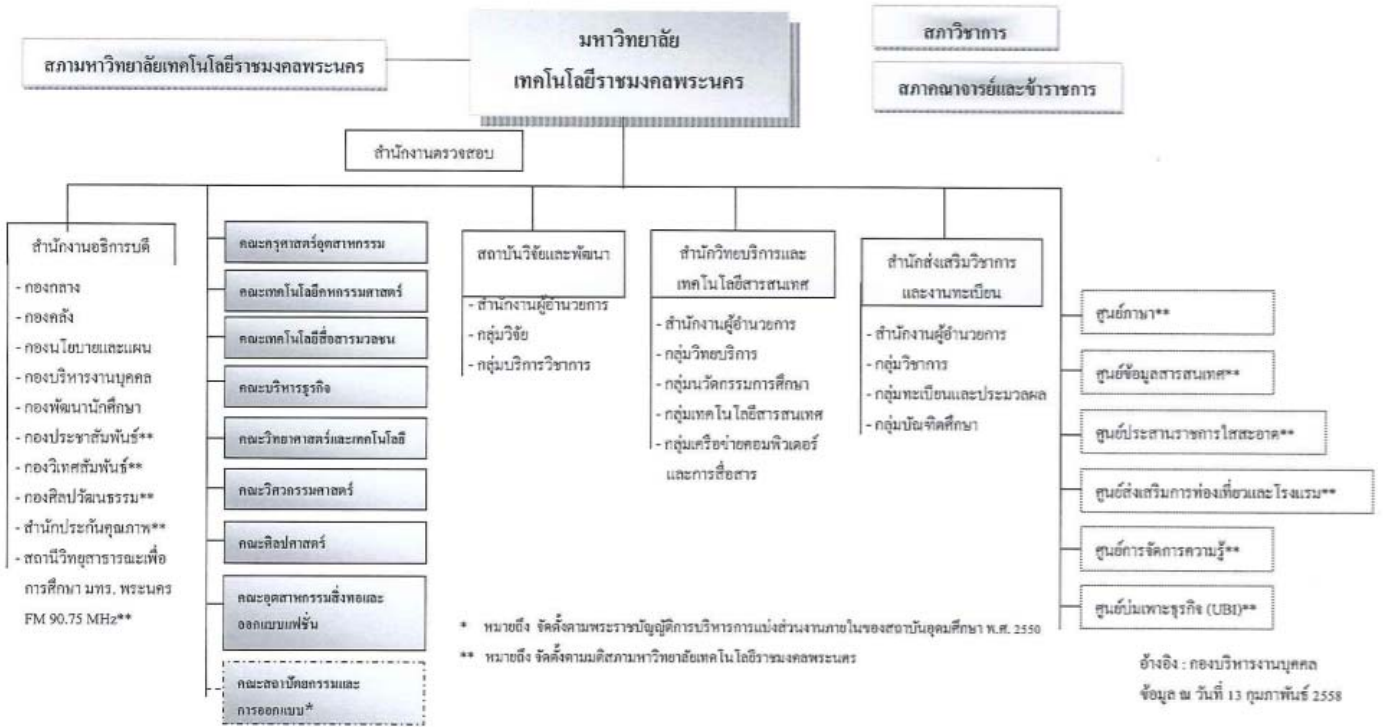 มหาวิทยาลัย
เทคโนโลยีราชมงคลพระนคร
สภามหาวิทยาลัยเทคโนโลยีราชมงคลพระนคร
สภาวิชาการ
สภาคณาจารย์และข้าราชการ
สำนักงานตรวจสอบ
สำนักงานอธิการบดี
- กองกลาง
- กองคลัง
- กองนโยบายและแผน
- กองบริหารงานบุคคล
- กองพัฒนานักศึกษา
- กองประชาสัมพันธ์**
- กองวิเทศสัมพันธ์**
- กองศิลปวัฒนธรรม**
- สำนักประกันคุณภาพ**
- สถานีวิทยุสาธารณะเพื่อ
การศึกษา มทร. พระนคร
FM 90.75 MHz**
คณะครุศาสตร์อุตสาหกรรม
คณะเทคโนโลยีคหกรรมศาสตร์
คณะเทคโนโลยีสื่อสารมวลชน
คณะบริหารธุรกิจ
คณะวิทยาศาสตร์และเทคโนโลยี
คณะวิศวกรรมศาสตร์
คณะศิลปศาสตร์
คณะอุตสาหกรรมสิ่งทอและ
ออกแบบแฟชั่น
คณะสถาปัตยกรรมและ
การออกแบบ*
สถาบันวิจัยและพัฒนา
- สำนักงานผู้อำนวยการ
- กลุ่มวิจัย
- กลุ่มบริการวิชาการ
สำนักวิทยบริการและ
เทคโนโลยีสารสนเทศ
- สำนักงานผู้อำนวยการ
- กลุ่มวิทยบริการ
- กลุ่มนวัตกรรมการศึกษา
- กลุ่มเทคโนโลยีสารสนเทศ
- กลุ่มเครือข่ายคอมพิวเตอร์
และการสื่อสาร
สำนักส่งเสริมวิชาการ
และงานทะเบียน
- สำนักงานผู้อำนวยการ
- กลุ่มวิชาการ
- กลุ่มทะเบียนและประมวลผล
- กลุ่มบัณฑิตศึกษา
ศูนย์ภาษา**
ศูนย์ข้อมูลสารสนเทศ**
ศูนย์ประสานราชการใสสะอาด**
ศูนย์ส่งเสริมการท่องเที่ยวและโรงแรม**
ศูนย์การจัดการความรู้**
ศูนย์บ่มเพาะธุรกิจ (UBI)**
* หมายถึง จัดตั้งตามพระราชบัญญัติการบริหารการแบ่งส่วนงานภายในของสถาบันอุดมศึกษา พ.ศ. 2550
** หมายถึง จัดตั้งตามมติสภามหาวิทยาลัยเทคโนโลยีราชมงคลพระนคร
อ้างอิง : กองบริหารงานบุคคล
ข้อมูล ณ วันที่ 13 กุมภาพันธ์ 2558